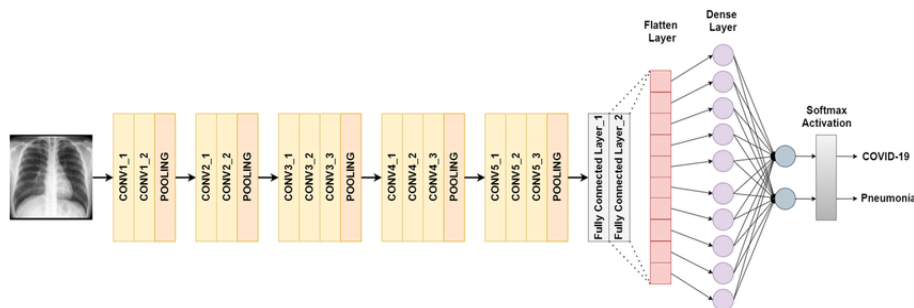 CONV1_1
CONV1_2
POOLING
CONV2_1
CONV2_2
POOLING
CONV3_1
CONV3_2
CONV3_3
POOLING
CONV4_1
CONV4_2
CONV4_3
POOLING
CONV5_1
CONV5_2
CONV5_3
POOLING
Fully Connected Layer_1
Fully Connected Layer_2
Flatten
Layer
Dense
Layer
Softmax
Activation
COVID-19
Pneumonia